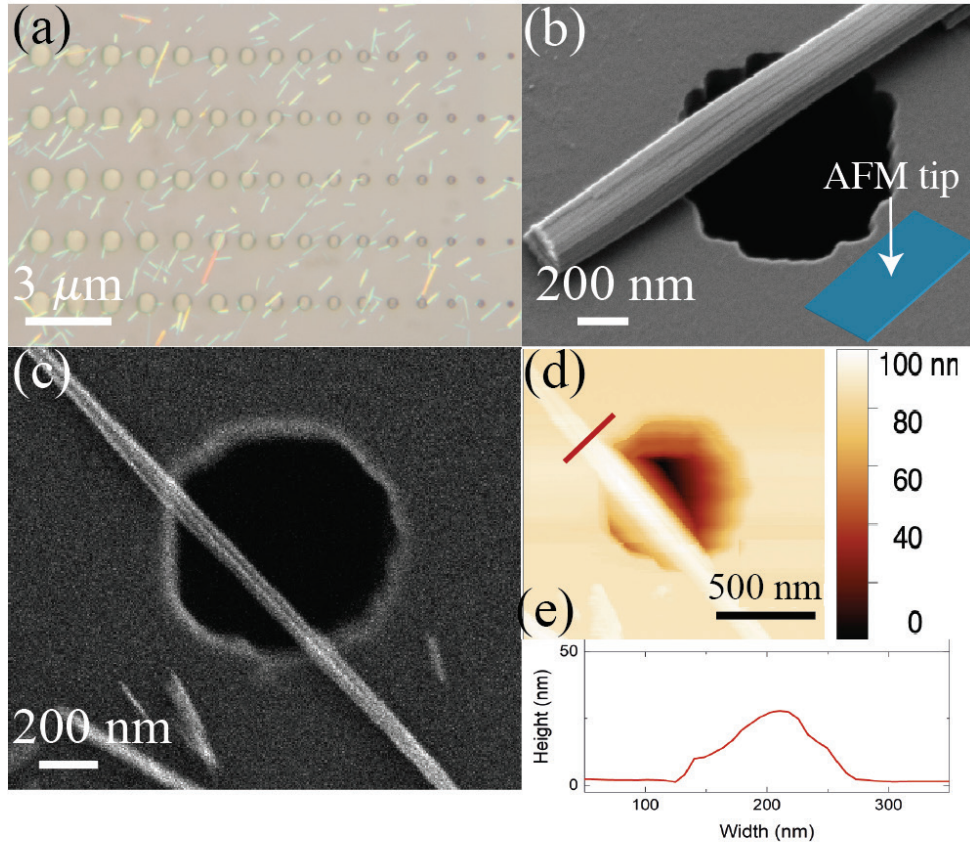 (a)
3 μm
(b)
AFM tip
200 nm
(c)
200 nm
(d)
500 nm
100 nm
80
60
40
0
(e)
50
0
Height (nm)
100
200
300
Width (nm)